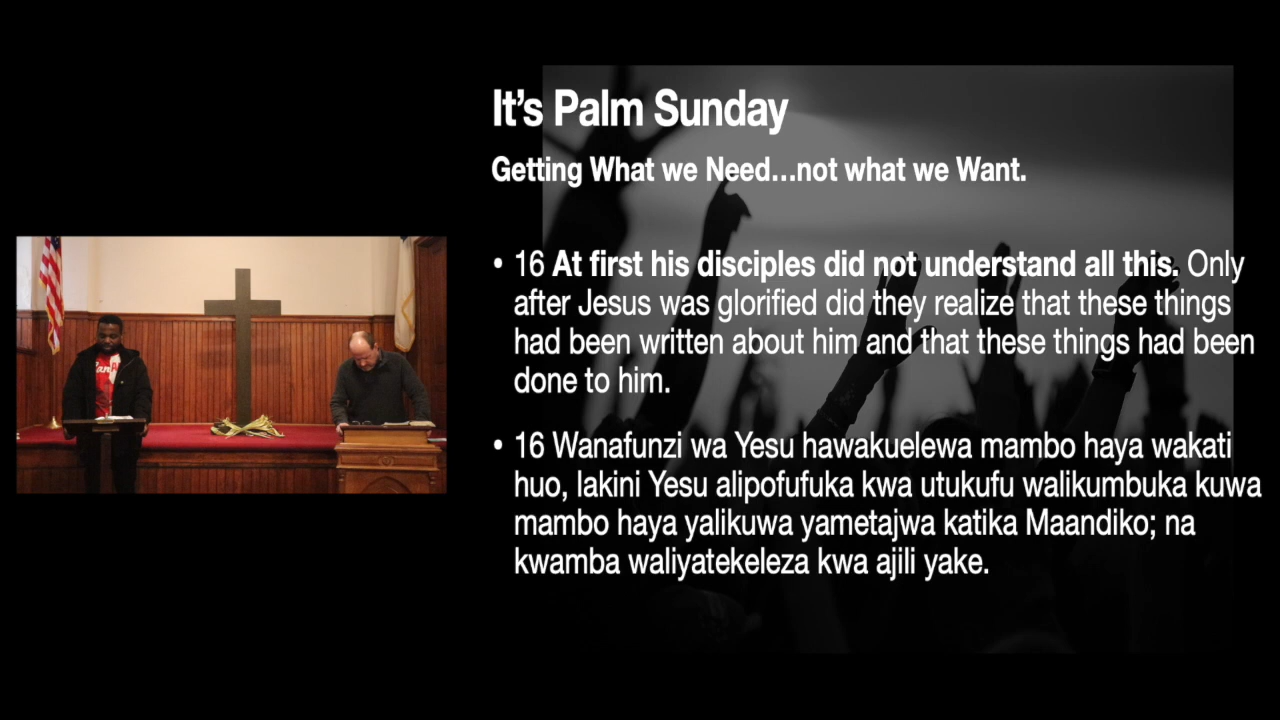 It's Palm Sunday
Getting What we Need...not what we Want.
• 16 At first his disciples did not understand all this. Only
after Jesus was glorified did they realize that these things
had been written about him and that these things had been
done to him.
• 16 Wanafunzi wa Yesu hawakuelewa mambo haya wakati
huo, lakini Yesu alipofufuka kwa utukufu walikumbuka kuwa
mambo haya yalikuwa yametajwa katika Maandiko; na
kwamba waliyatekeleza kwa ajili yake.